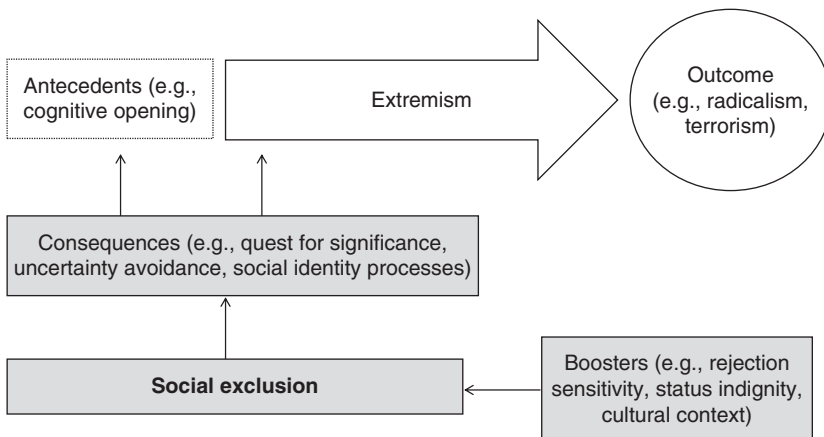 Antecedents (e.g.,
cognitive opening)
Extremism
Outcome
(e.g., radicalism,
terrorism)
Consequences (e.g., quest for significance,
uncertainty avoidance, social identity processes)
Social exclusion
Boosters (e.g., rejection
sensitivity, status indignity,
cultural context)